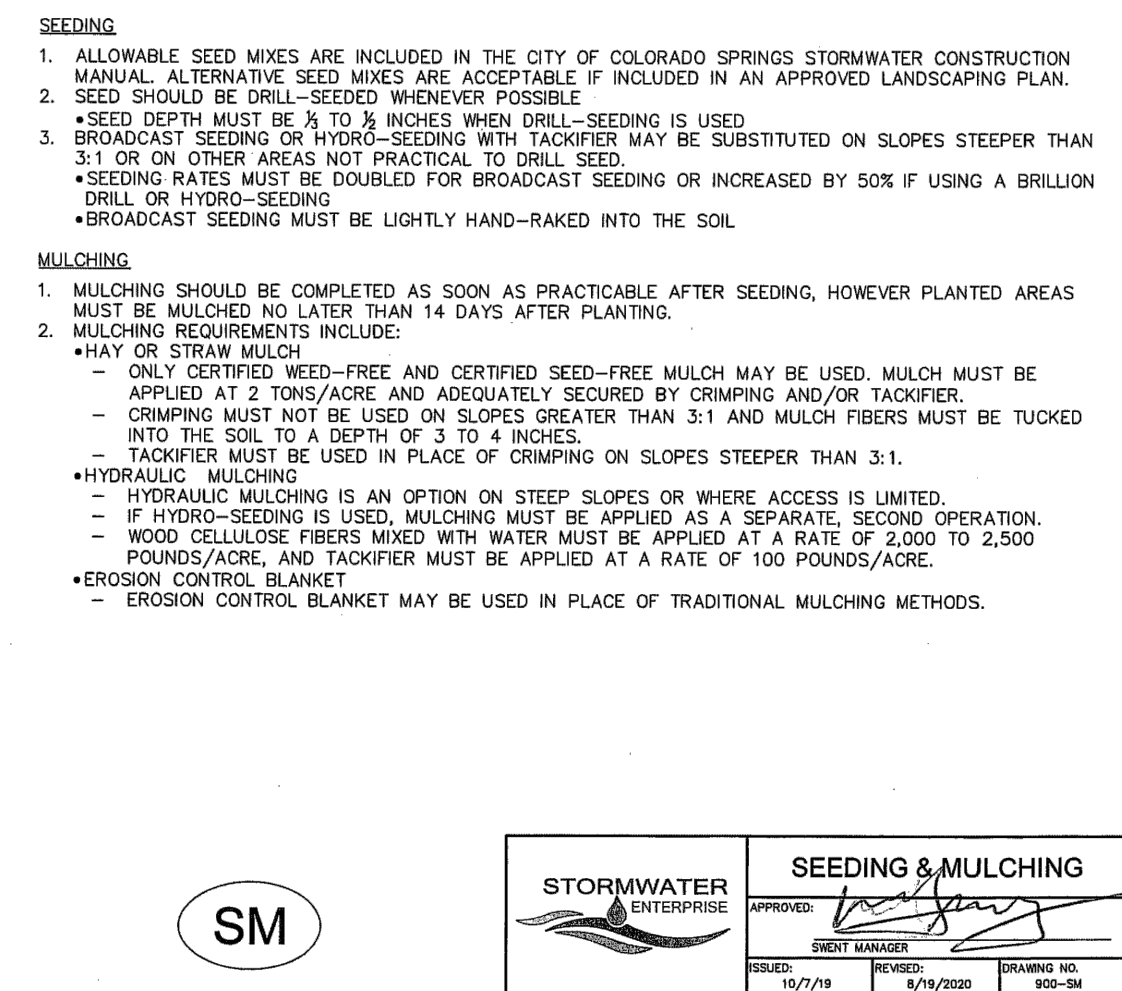 SEEDING
1. ALLOWABLE SEED MIXES ARE INCLUDED IN THE CITY OF COLORADO SPRINGS STORMWATER CONSTRUCTION
MANUAL. ALTERNATIVE SEED MIXES ARE ACCEPTABLE IF INCLUDED IN AN APPROVED LANDSCAPING PLAN.
2. SEED SHOULD BE DRILL–SEEDED WHENEVER POSSIBLE
•SEED DEPTH MUST BE ⅓ TO ½ INCHES WHEN DRILL–SEEDING IS USED
3. BROADCAST SEEDING OR HYDRO–SEEDING WITH TACKIFIER MAY BE SUBSTITUTED ON SLOPES STEEPER THAN
3:1 OR ON OTHER AREAS NOT PRACTICAL TO DRILL SEED.
•SEEDING RATES MUST BE DOUBLED FOR BROADCAST SEEDING OR INCREASED BY 50% IF USING A BRILLION
DRILL OR HYDRO–SEEDING
•BROADCAST SEEDING MUST BE LIGHTLY HAND–RAKED INTO THE SOIL
MULCHING
1. MULCHING SHOULD BE COMPLETED AS SOON AS PRACTICABLE AFTER SEEDING, HOWEVER PLANTED AREAS
MUST BE MULCHED NO LATER THAN 14 DAYS AFTER PLANTING.
2. MULCHING REQUIREMENTS INCLUDE:
•HAY OR STRAW MULCH
– ONLY CERTIFIED WEED–FREE AND CERTIFIED SEED–FREE MULCH MAY BE USED. MULCH MUST BE
APPLIED AT 2 TONS/ACRE AND ADEQUATELY SECURED BY CRIMPING AND/OR TACKIFIER.
– CRIMPING MUST NOT BE USED ON SLOPES GREATER THAN 3:1 AND MULCH FIBERS MUST BE TUCKED
INTO THE SOIL TO A DEPTH OF 3 TO 4 INCHES.
– TACKIFIER MUST BE USED IN PLACE OF CRIMPING ON SLOPES STEEPER THAN 3:1.
•HYDRAULIC MULCHING
– HYDRAULIC MULCHING IS AN OPTION ON STEEP SLOPES OR WHERE ACCESS IS LIMITED.
– IF HYDRO–SEEDING IS USED, MULCHING MUST BE APPLIED AS A SEPARATE, SECOND OPERATION.
– WOOD CELLULOSE FIBERS MIXED WITH WATER MUST BE APPLIED AT A RATE OF 2,000 TO 2,500
POUNDS/ACRE, AND TACKIFIER MUST BE APPLIED AT A RATE OF 100 POUNDS/ACRE.
•EROSION CONTROL BLANKET
– EROSION CONTROL BLANKET MAY BE USED IN PLACE OF TRADITIONAL MULCHING METHODS.
SM
STORMWATER
ENTERPRISE
SEEDING & MULCHING
APPROVED:
SWENT MANAGER
ISSUED: REVISED: DRAWING NO.
10/7/19 8/19/2020 900–SM